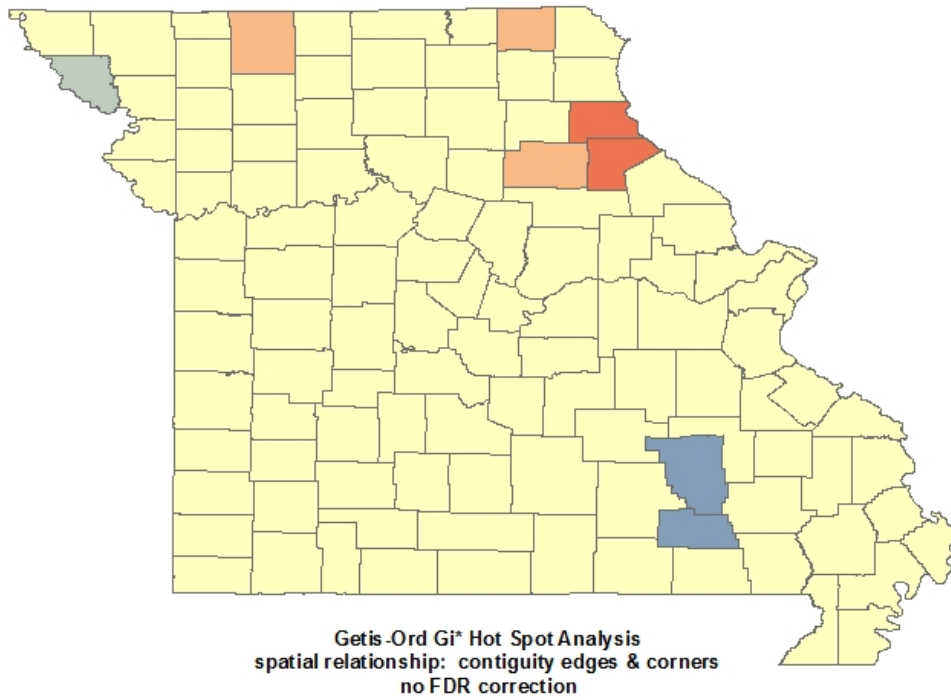 Getis-Ord Gi* Hot Spot Analysis
spatial relationship: contiguity edges & corners
no FDR correction